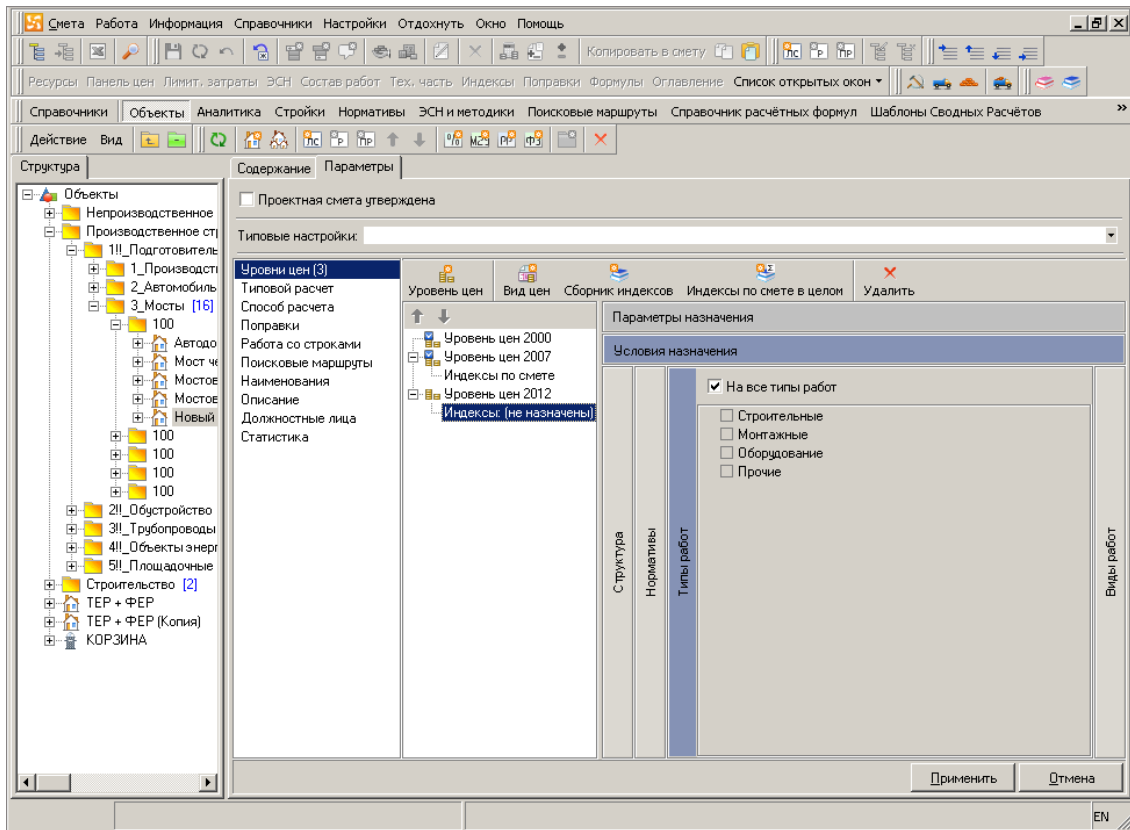 Смета Работа Информация Справочники Настройки Отдохнуть Окно Помощь
Копировать в смету ЛС Р ПР
Ресурсы Панель цен Лимит. затраты ЭСН Состав работ Тех. часть Индексы Поправки Формулы Оглавление Список открытых окон
Справочники Объекты Аналитика Стройки Нормативы ЭСН и методики Поисковые маршруты Справочник расчётных формул Шаблоны Сводных Расчётов »
Действие Вид
Структура
Содержание Параметры
Объекты
Непроизводственное
Производственное стр
1!!_Подготовитель
1_Производст
2_Автомобиль
3_Мосты [16]
100
Автодо
Мост че
Мостов
Мостов
Новый
100
100
100
100
2!!_Обустройство
3!!_Трубопроводы
4!!_Объекты энерг
5!!_Площадочные
Строительство [2]
ТЕР + ФЕР
ТЕР + ФЕР (Копия)
КОРЗИНА
Проектная смета утверждена
Типовые настройки:
Уровни цен (3)
Типовой расчет
Способ расчета
Поправки
Работа со строками
Поисковые маршруты
Наименования
Описание
Должностные лица
Статистика
Уровень цен Вид цен Сборник индексов Индексы по смете в целом Удалить
Уровень цен 2000
Уровень цен 2007
Индексы по смете
Уровень цен 2012
Индексы: (не назначены)
Параметры назначения
Условия назначения
Структура
Нормативы
Типы работ
На все типы работ
Строительные
Монтажные
Оборудование
Прочие
Виды работ
Применить Отмена
EN